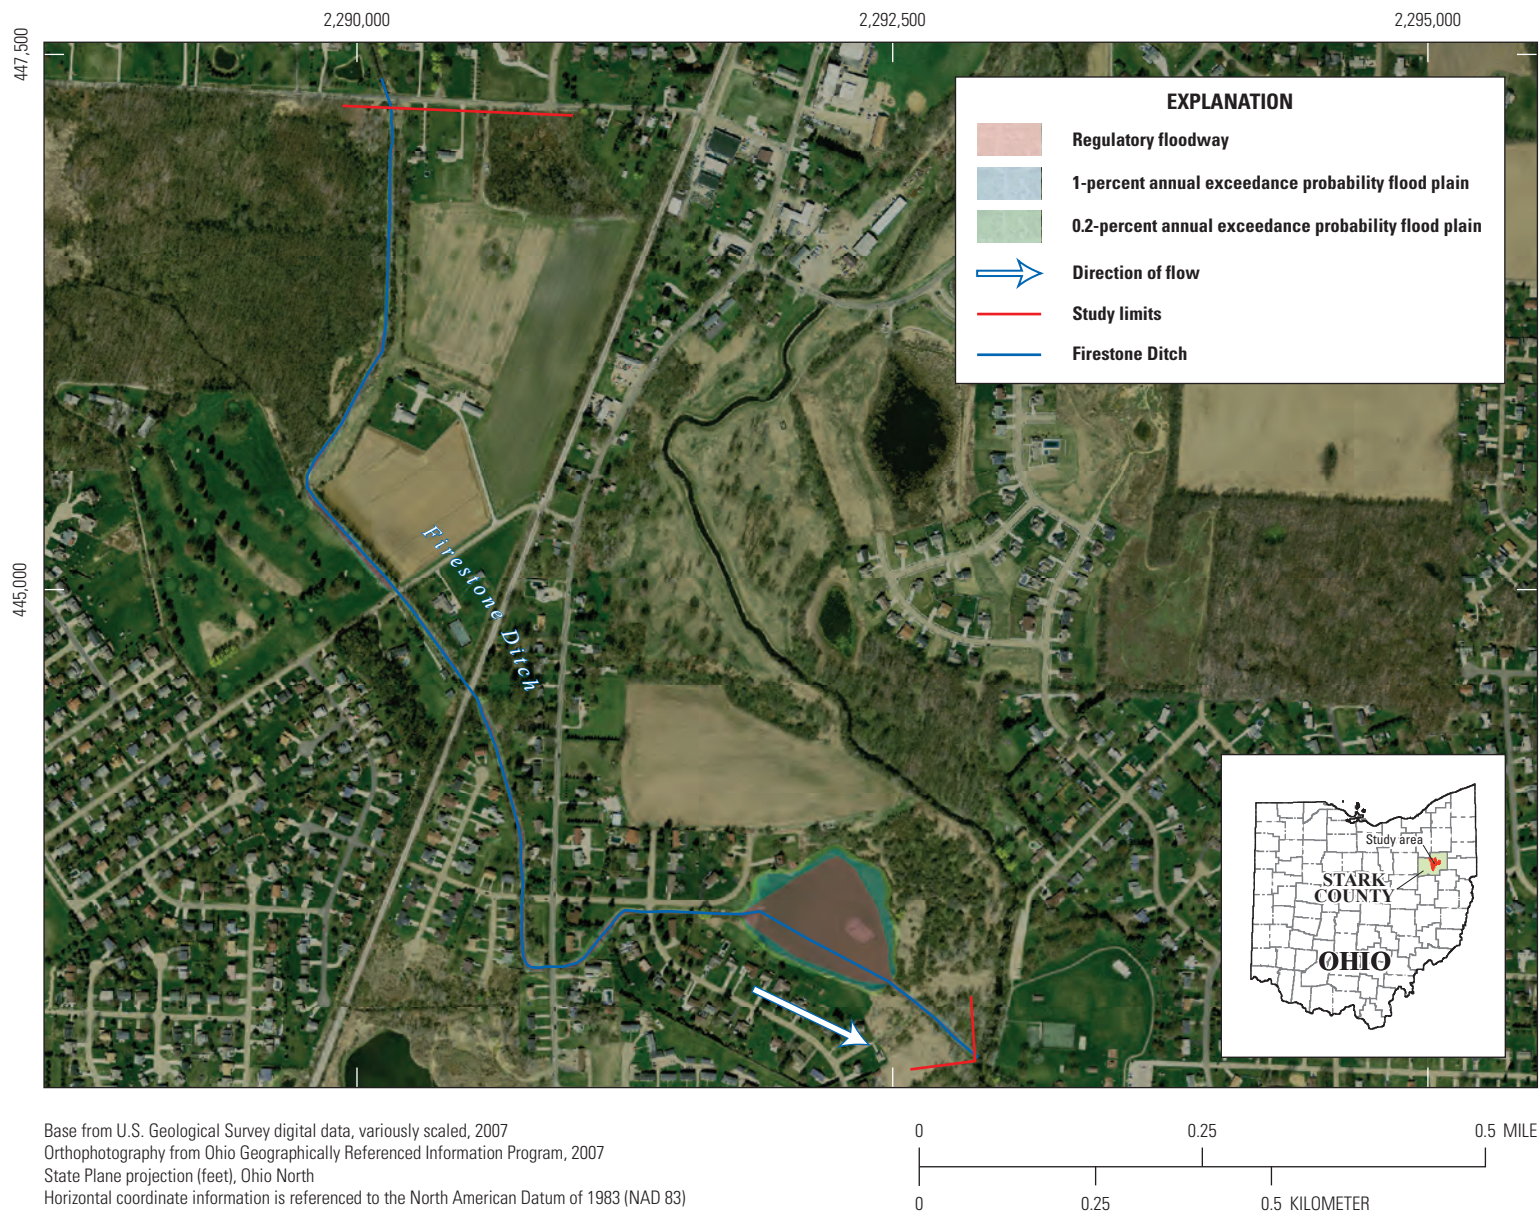 2,290,000
2,292,500
2,295,000
447,500
445,000
EXPLANATION
Regulatory floodway
1-percent annual exceedance probability flood plain
0.2-percent annual exceedance probability flood plain
Direction of flow
Study limits
Firestone Ditch
Firestone Ditch
Study area
STARK
COUNTY
OHIO
Base from U.S. Geological Survey digital data, variously scaled, 2007
Orthophotography from Ohio Geographically Referenced Information Program, 2007
State Plane projection (feet), Ohio North
Horizontal coordinate information is referenced to the North American Datum of 1983 (NAD 83)
0 0.25 0.5 MILE
0 0.25 0.5 KILOMETER